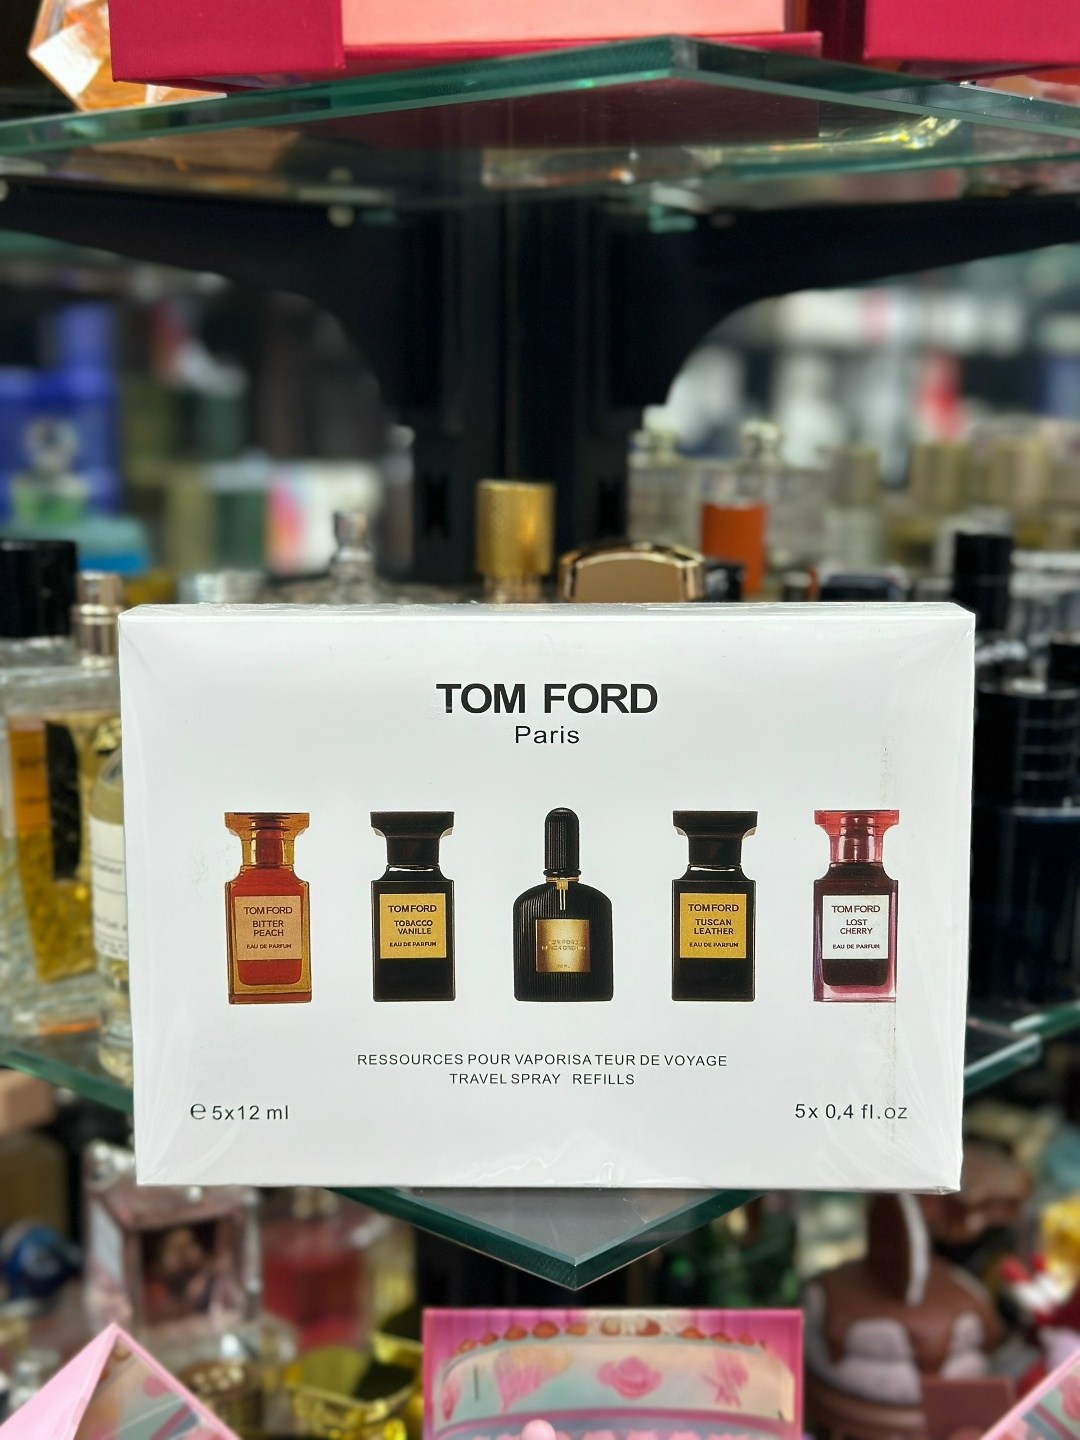 TOM FORD
Paris
TOM FORD
BITTER
PEACH
EAU DE PARFUM
TOM FORD
TOBACCO
VANILLE
EAU DE PARFUM
TOM FORD
TUSCAN
LEATHER
EAU DE PARFUM
TOM FORD
LOST
CHERRY
EAU DE PARFUM
RESSOURCES POUR VAPORISA TEUR DE VOYAGE
TRAVEL SPRAY REFILLS
℮ 5x12 ml
5x 0,4 fl.oz